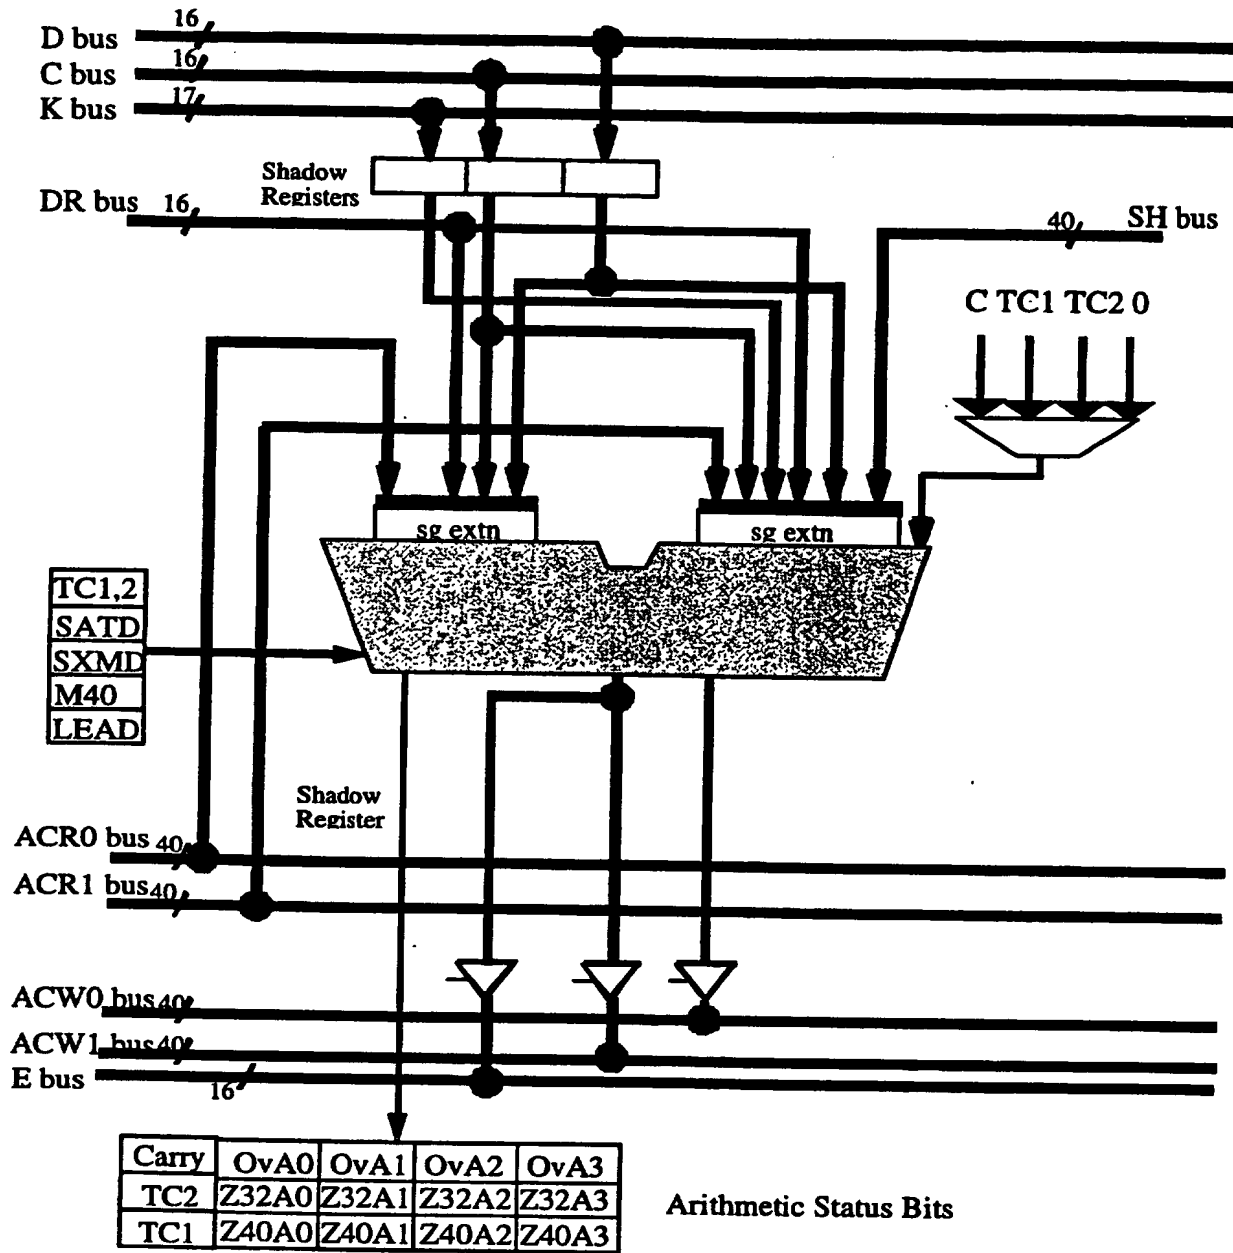 16
D bus
16
C bus
17
K bus
Shadow
Registers
DR bus
16
40
SH bus
C TC1 TC2 0
sg extn
sg extn
TC1,2
SATD
SXMD
M40
LEAD
Shadow
Register
ACR0 bus 40
ACR1 bus 40
ACW0 bus 40
ACW1 bus 40
E bus
16
Carry OvA0 OvA1 OvA2 OvA3
TC2 Z32A0 Z32A1 Z32A2 Z32A3
TC1 Z40A0 Z40A1 Z40A2 Z40A3
Arithmetic Status Bits